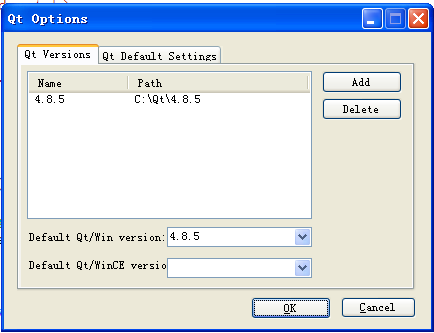 Qt Options
Qt Versions Qt Default Settings
Name Path
4.8.5 C:\Qt\4.8.5
Add
Delete
Default Qt/Win version: 4.8.5
Default Qt/WinCE versio
OK Cancel